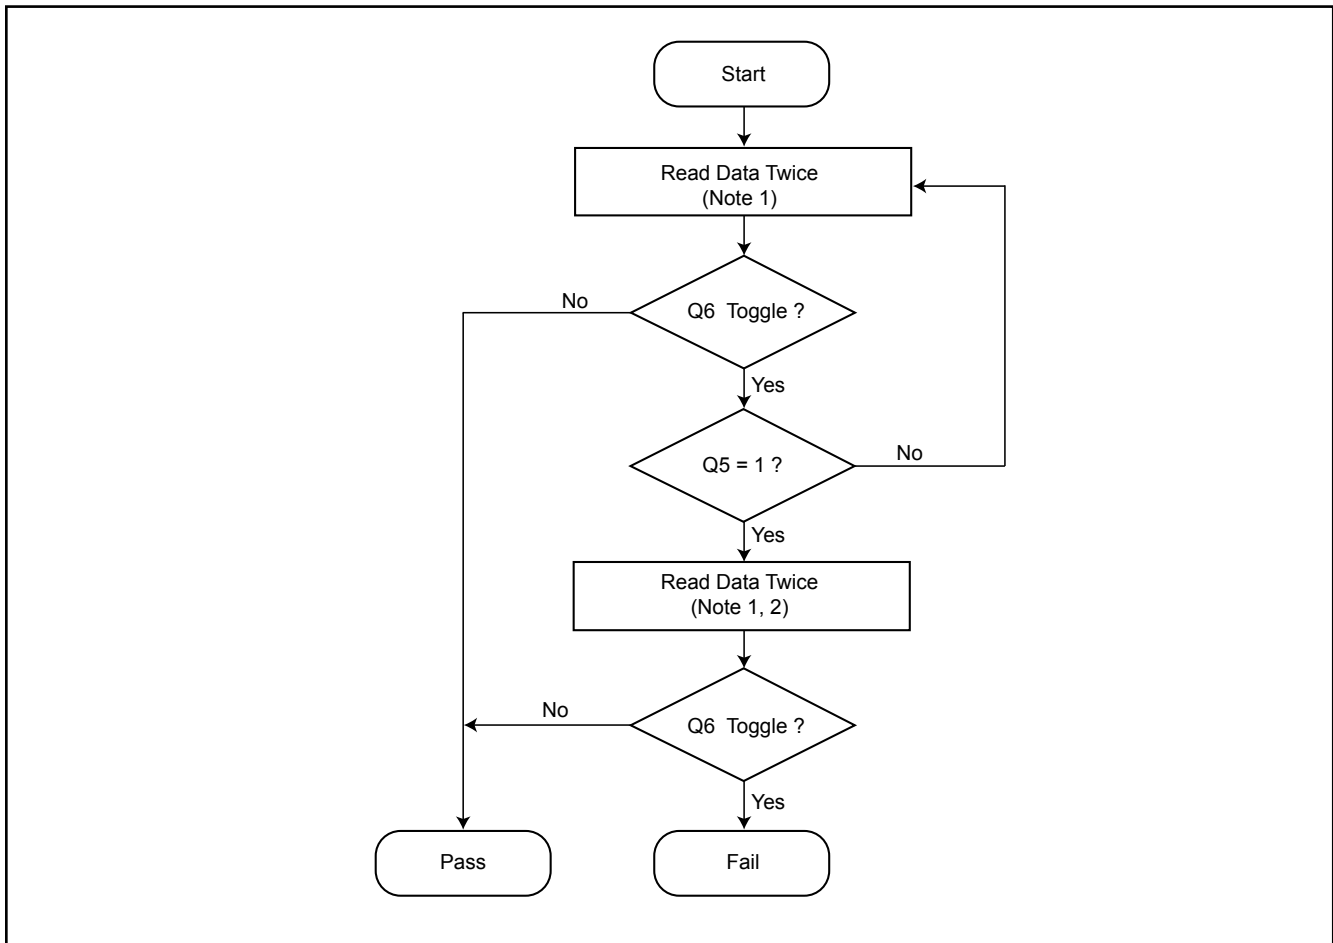 Start
Read Data Twice
(Note 1)
No
Q6 Toggle ?
Yes
Q5 = 1 ?
No
Yes
Read Data Twice
(Note 1, 2)
No
Q6 Toggle ?
Yes
Pass
Fail